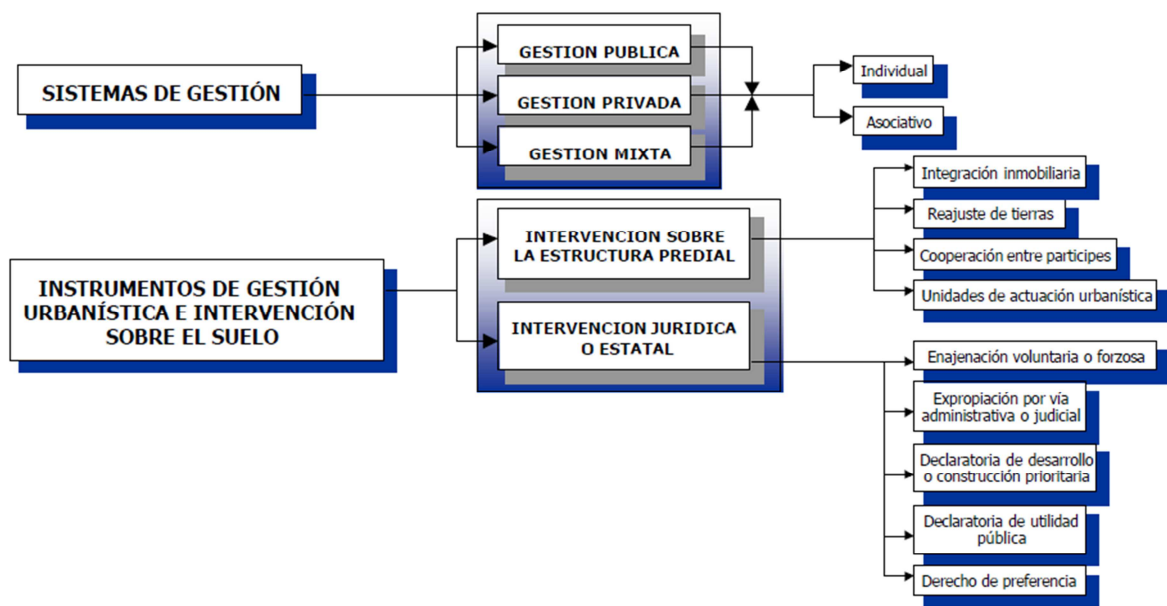 SISTEMAS DE GESTIÓN
GESTION PUBLICA
GESTION PRIVADA
GESTION MIXTA
Individual
Asociativo
INSTRUMENTOS DE GESTIÓN
URBANÍSTICA E INTERVENCIÓN
SOBRE EL SUELO
INTERVENCION SOBRE
LA ESTRUCTURA PREDIAL
INTERVENCION JURIDICA
O ESTATAL
Integración inmobiliaria
Reajuste de tierras
Cooperación entre participes
Unidades de actuación urbanística
Enajenación voluntaria o forzosa
Expropiación por vía
administrativa o judicial
Declaratoria de desarrollo
o construcción prioritaria
Declaratoria de utilidad
pública
Derecho de preferencia